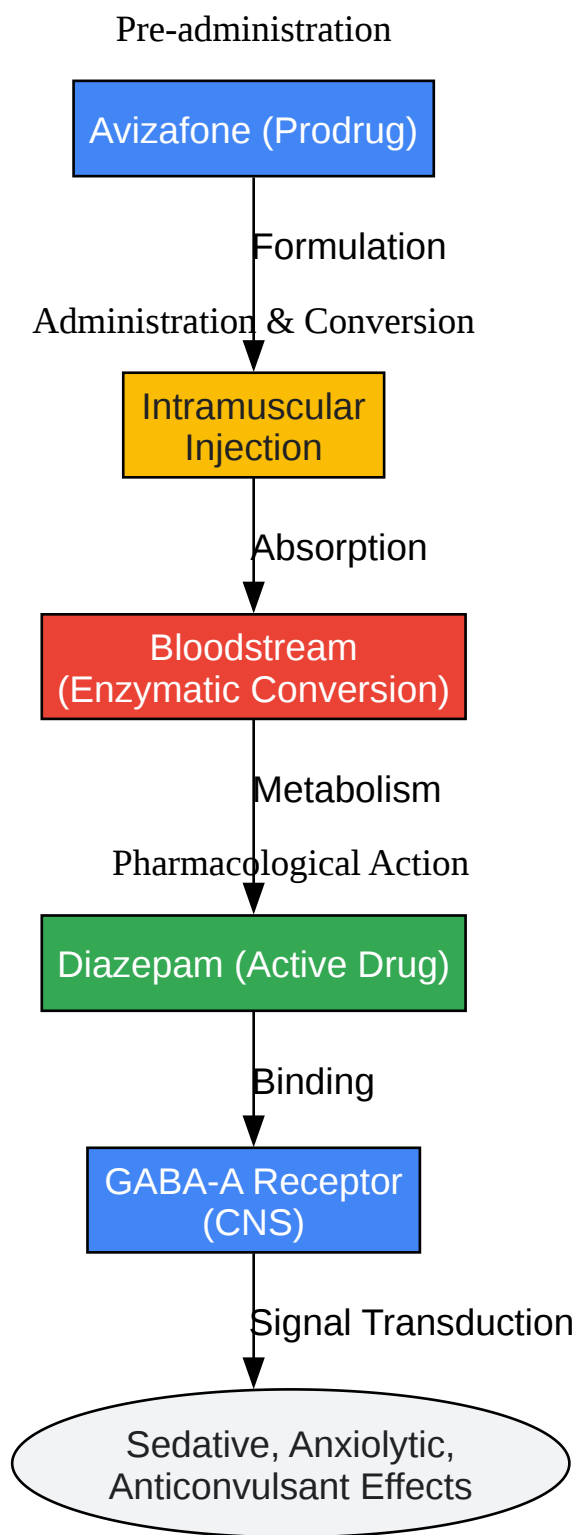 Pre-administration
Avizafone (Prodrug)
Formulation
Administration & Conversion
Intramuscular
Injection
Absorption
Bloodstream
(Enzymatic Conversion)
Metabolism
Pharmacological Action
Diazepam (Active Drug)
Binding
GABA-A Receptor
(CNS)
Signal Transduction
Sedative, Anxiolytic,
Anticonvulsant Effects